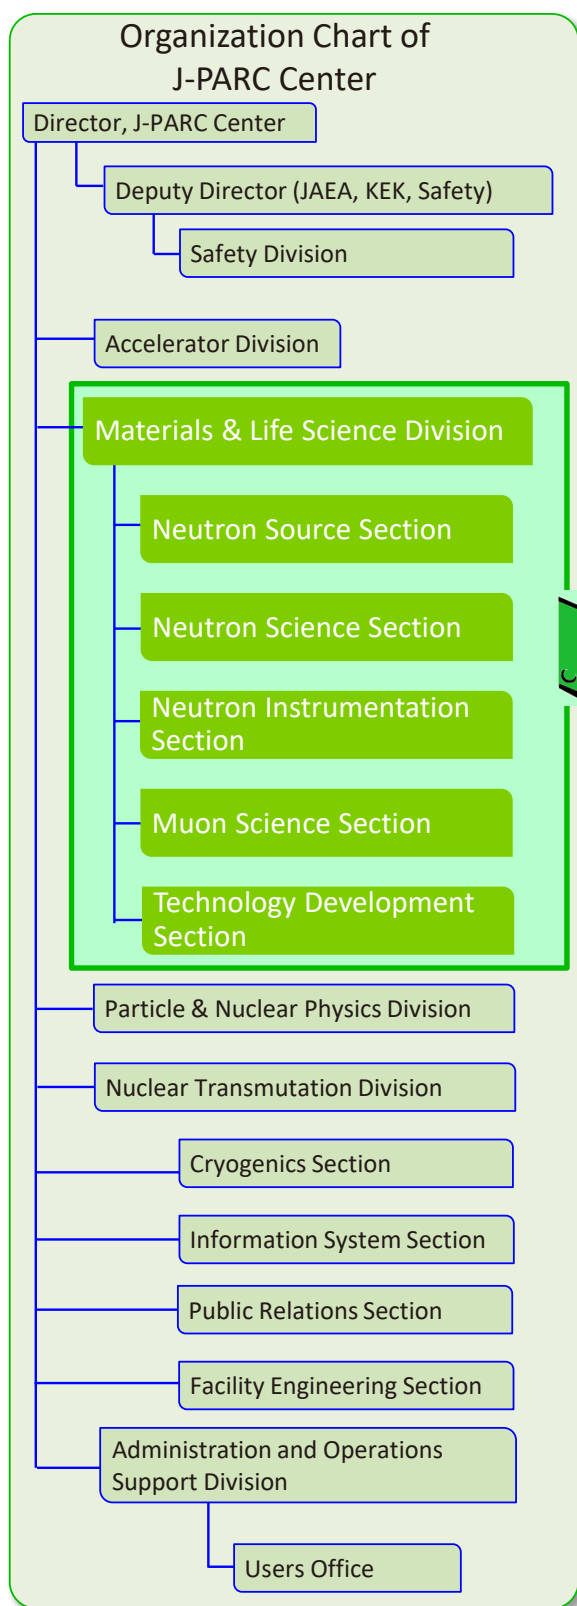 Organization Chart of
J-PARC Center
Director, J-PARC Center
Deputy Director (JAEA, KEK, Safety)
Safety Division
Accelerator Division
Materials & Life Science Division
Neutron Source Section
Neutron Science Section
Neutron Instrumentation
Section
Muon Science Section
Technology Development
Section
Particle & Nuclear Physics Division
Nuclear Transmutation Division
Cryogenics Section
Information System Section
Public Relations Section
Facility Engineering Section
Administration and Operations
Support Division
Users Office